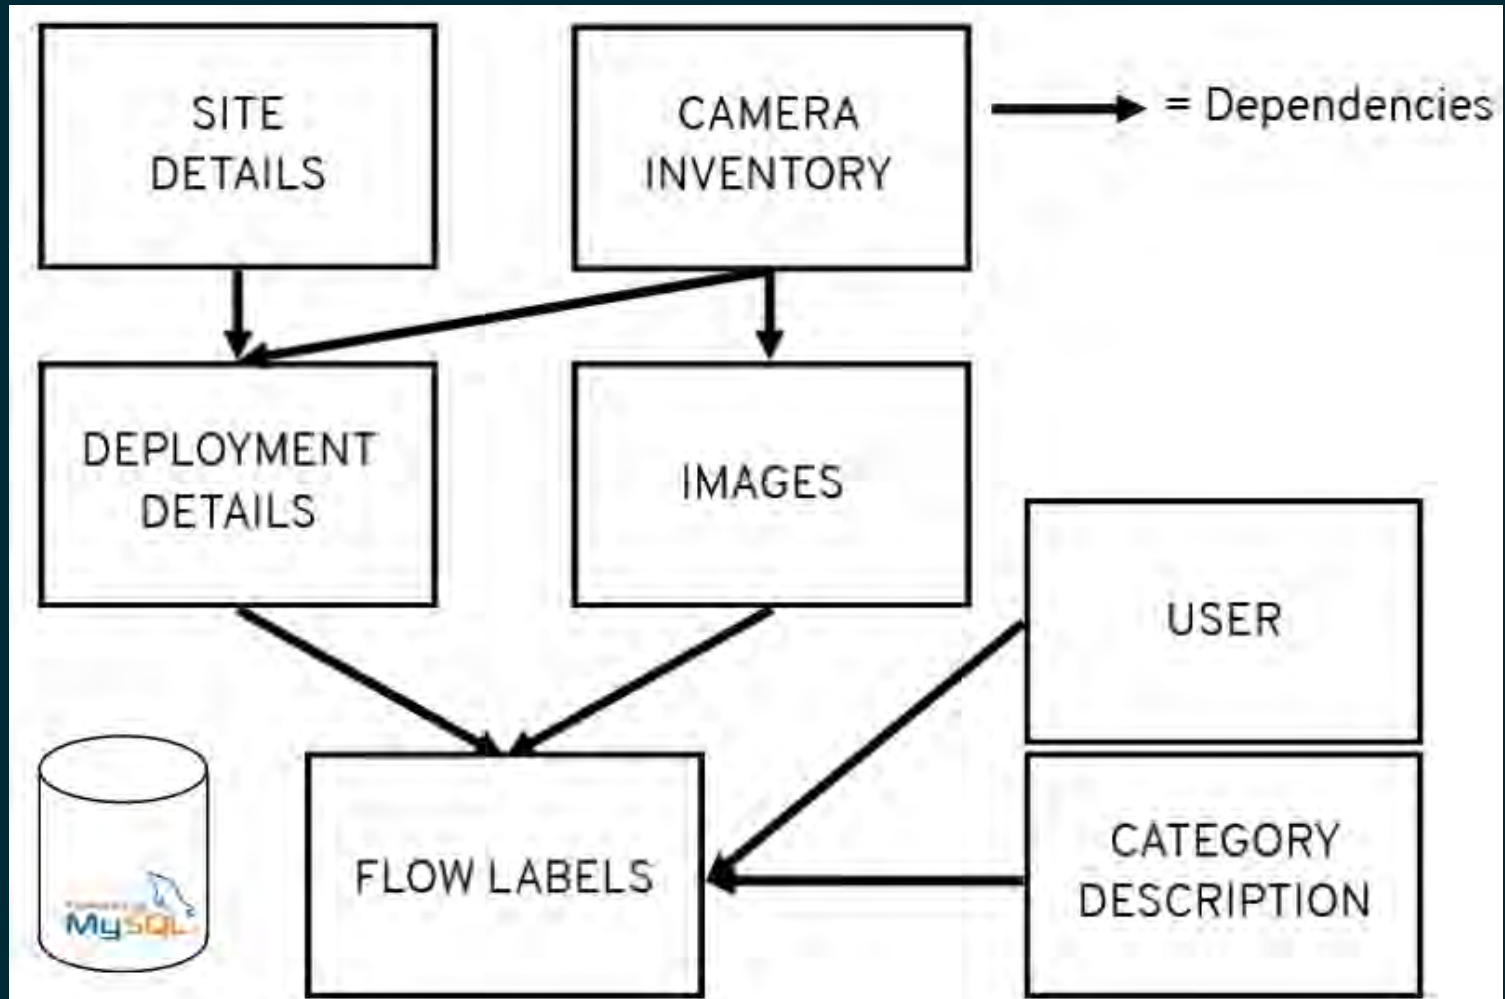 SITE
DETAILS
CAMERA
INVENTORY
= Dependencies
DEPLOYMENT
DETAILS
IMAGES
USER
FLOW LABELS
CATEGORY
DESCRIPTION
MySQL